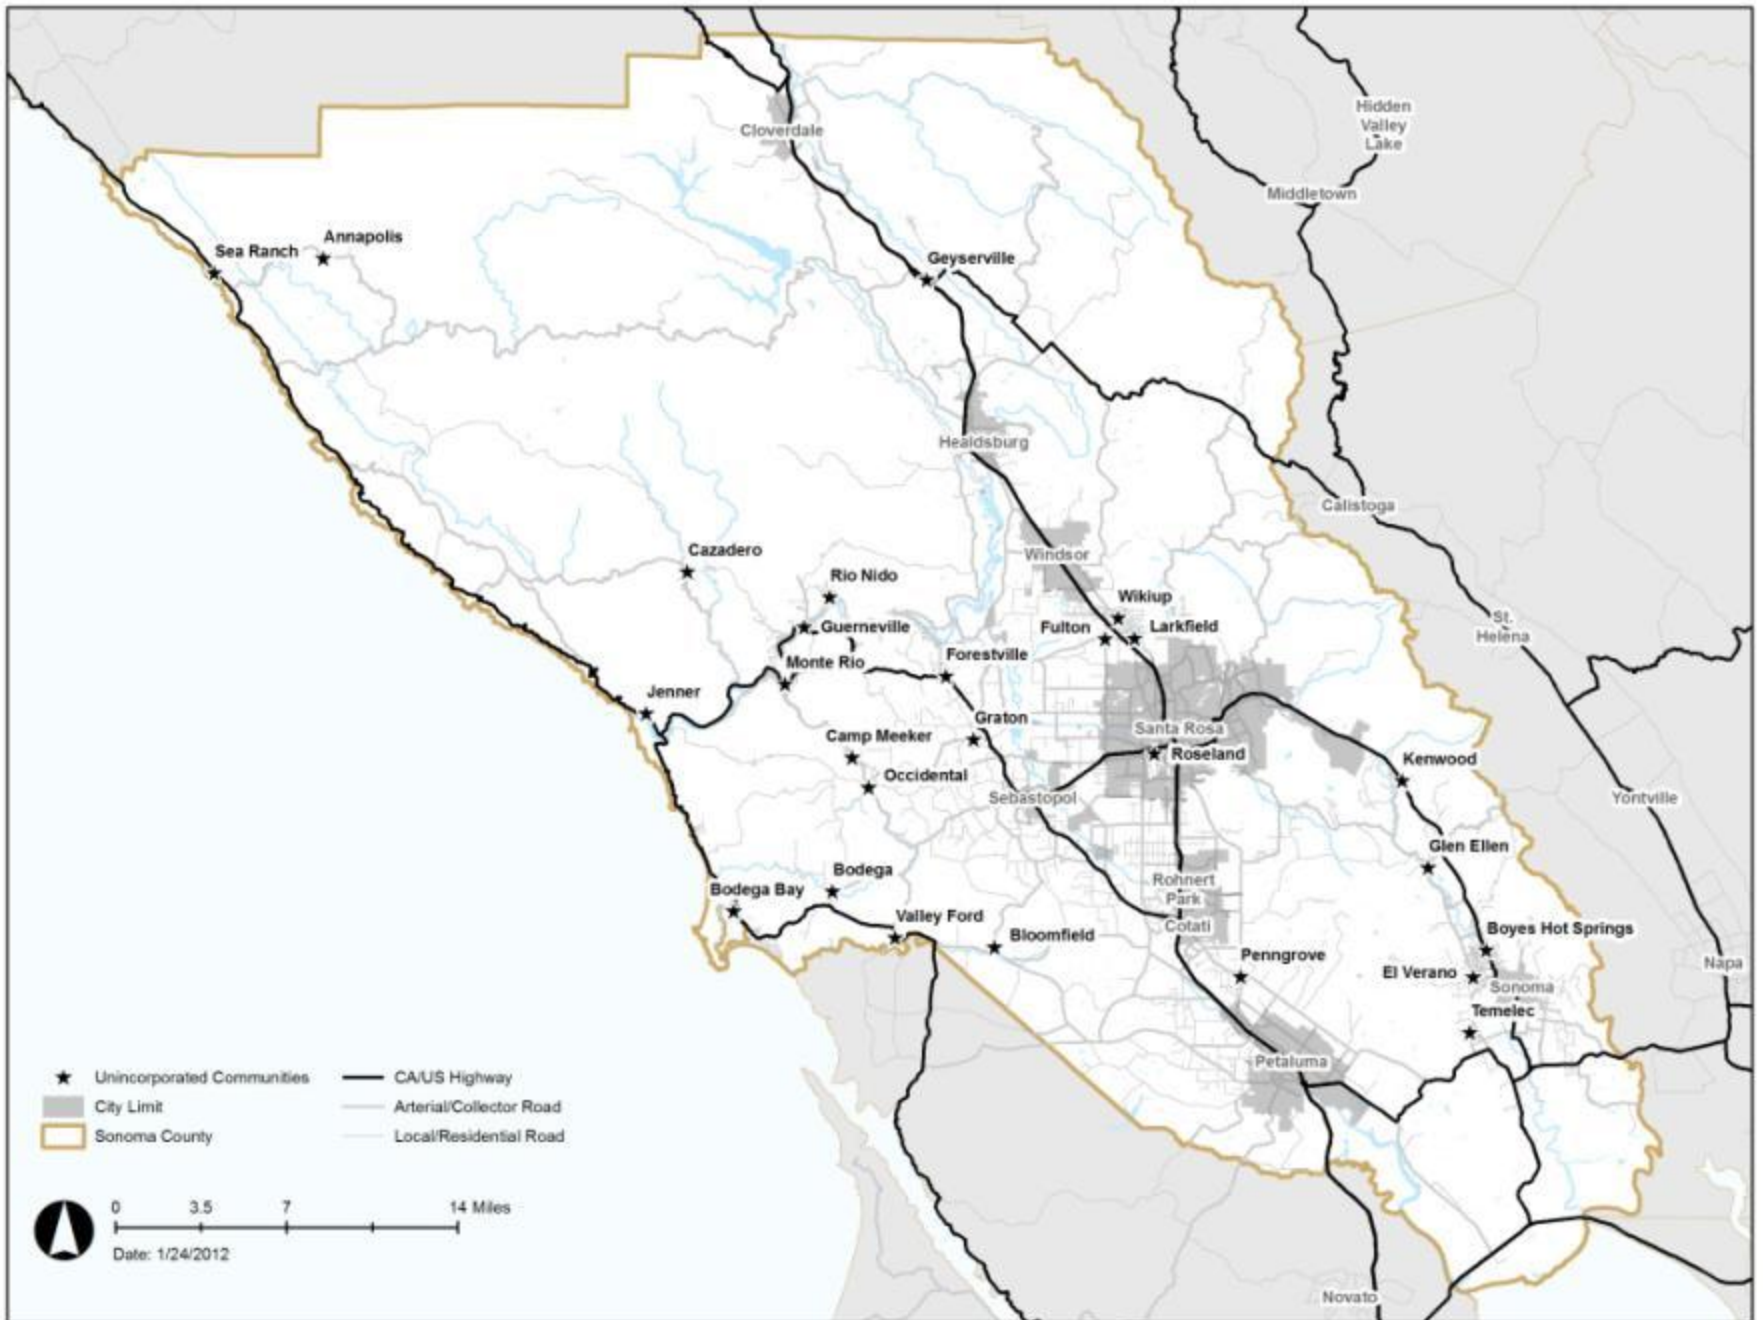 Hidden
Valley
Lake
Cloverdale
Middletown
Annapolis
Sea Ranch
Geyserville
Healdsburg
Calistoga
Cazadero
Windsor
Rio Nido
Wikiup
St.
Helena
Fulton
Larkfield
Guerneville
Forestville
Monte Rio
Jenner
Graton
Santa Rosa
Camp Meeker
Roseland
Kenwood
Occidental
Sebastopol
Yontville
Glen Ellen
Bodega
Rohnert
Park
Bodega Bay
Valley Ford
Cotati
Bloomfield
Boyes Hot Springs
Penngrove
Napa
El Verano
Sonoma
Temelec
Petaluma
Unincorporated Communities
CA/US Highway
City Limit
Arterial/Collector Road
Sonoma County
Local/Residential Road
0 3.5 7 14 Miles
Date: 1/24/2012
Novato